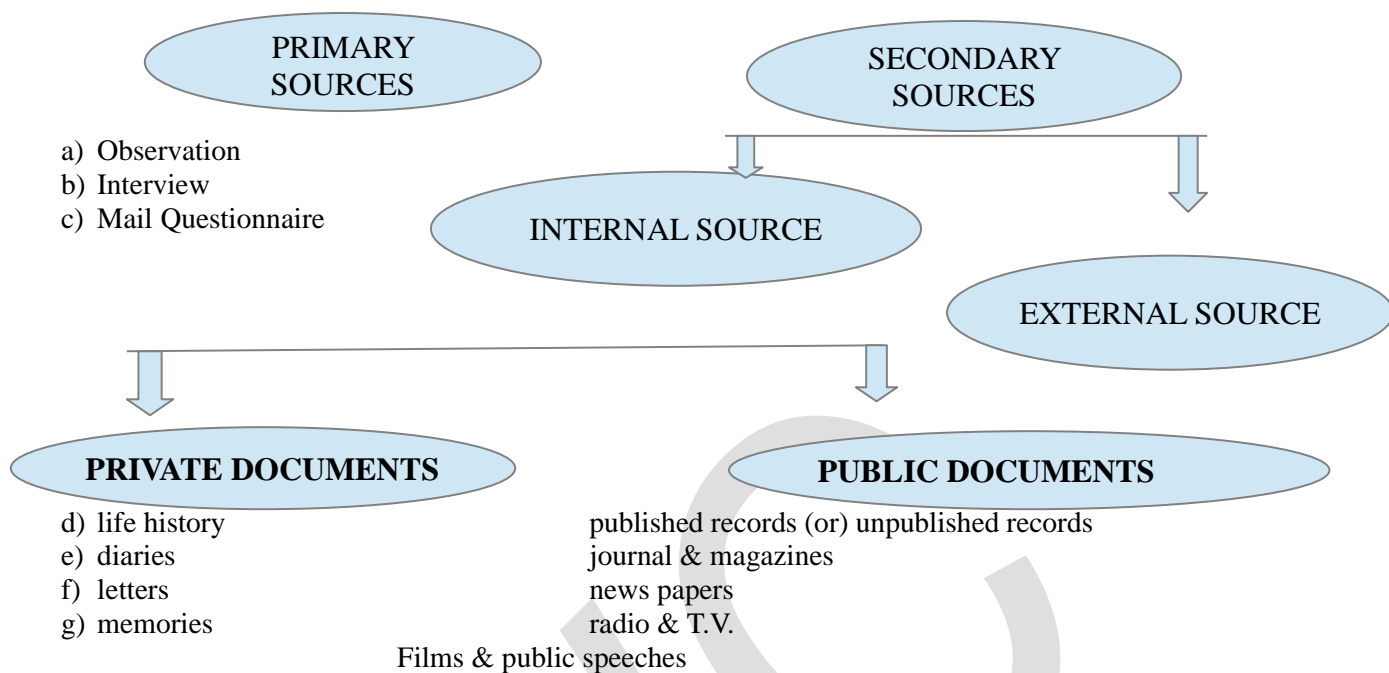 PRIMARY
SOURCES
SECONDARY
SOURCES
a) Observation
b) Interview
c) Mail Questionnaire
INTERNAL SOURCE
EXTERNAL SOURCE
PRIVATE DOCUMENTS
PUBLIC DOCUMENTS
d) life history
published records (or) unpublished records
e) diaries
journal & magazines
f) letters
news papers
g) memories
radio & T.V.
Films & public speeches